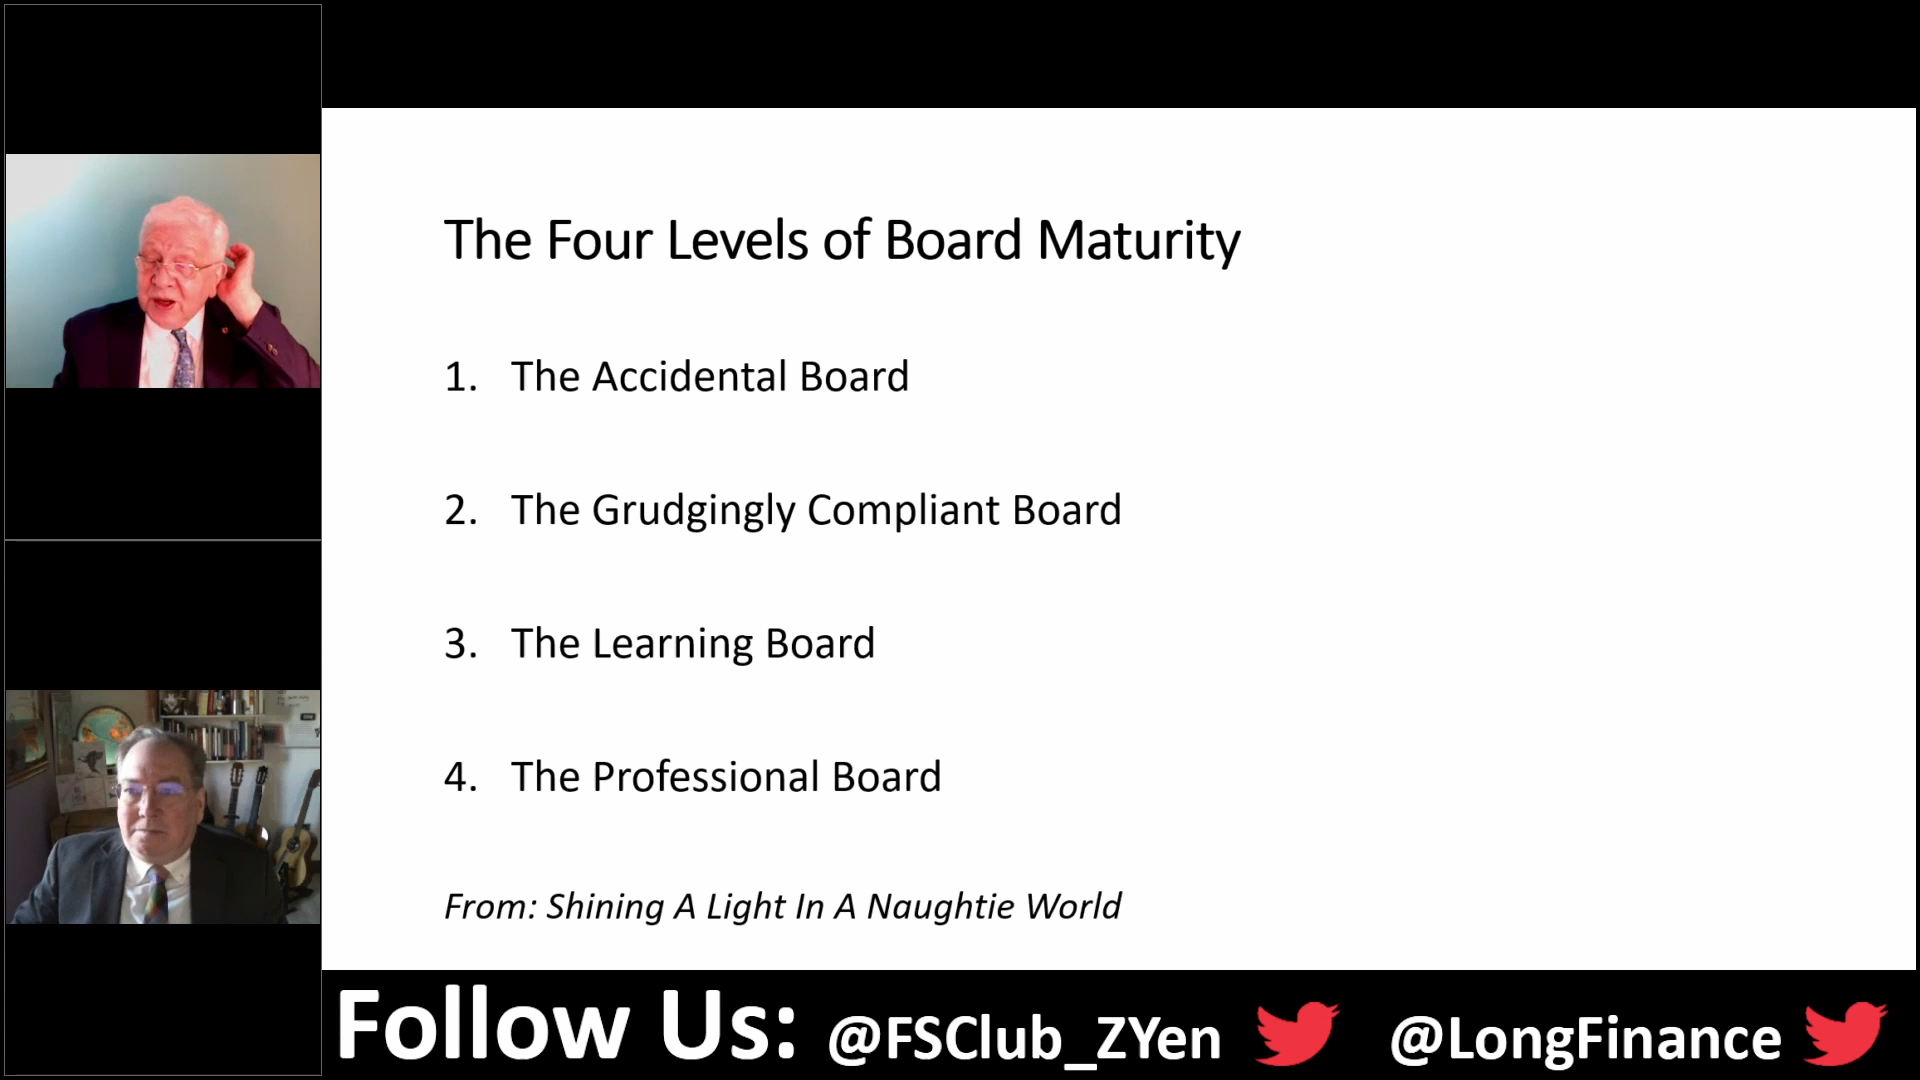 The Four Levels of Board Maturity
1. The Accidental Board
2. The Grudgingly Compliant Board
3. The Learning Board
4. The Professional Board
From: Shining A Light In A Naughtie World
Follow Us: @FSClub_ZYen @LongFinance